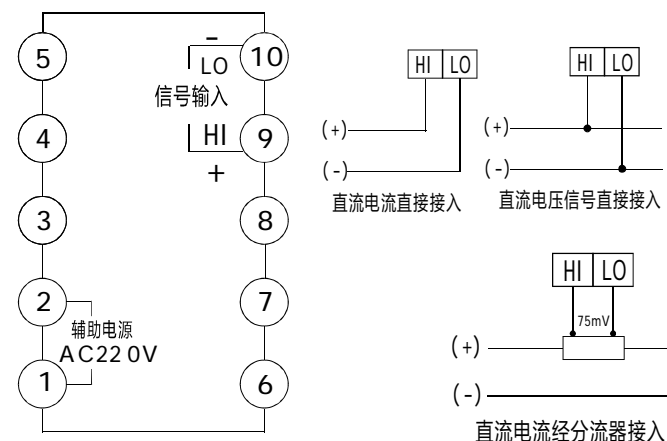 5
10
-
LO
信号输入
4
HI
9
+
3
8
2
7
辅助电源
AC220V
1
6
HI LO
(+)
(-)
直流电流直接接入
HI LO
(+)
(-)
直流电压信号直接接入
HI LO
75mV
(+)
(-)
直流电流经分流器接入